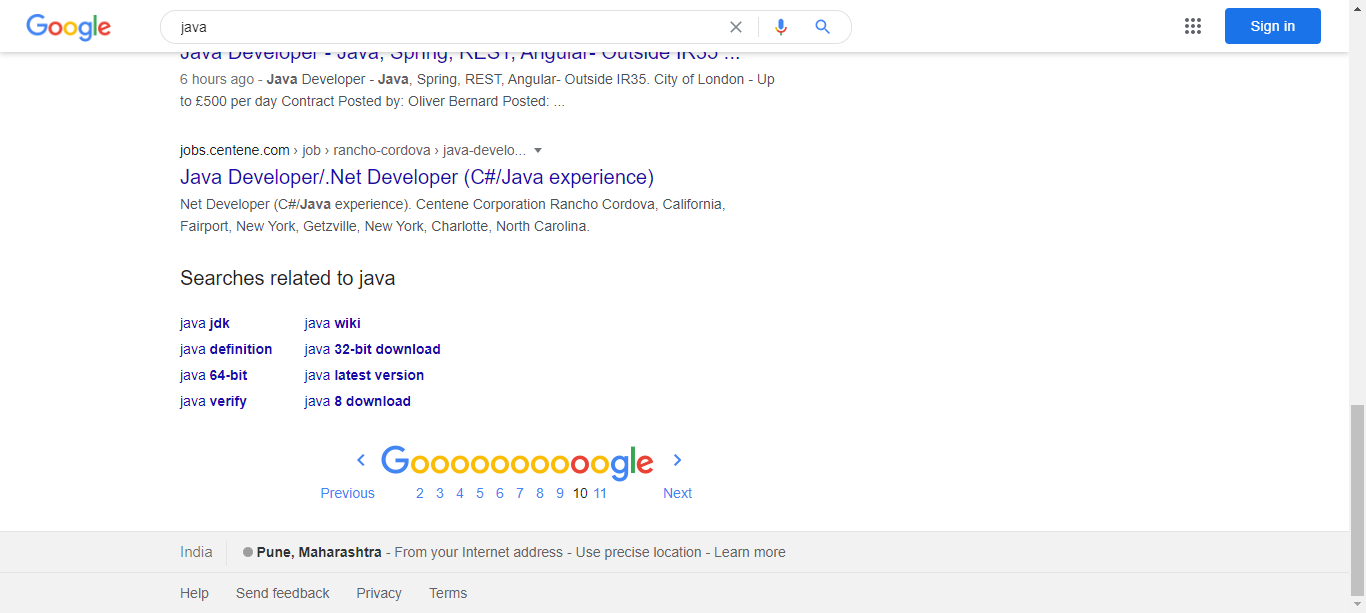 Google
java
Sign in
Java Developer - Java, Spring, REST, Angular- Outside IR35 ...
6 hours ago - Java Developer - Java, Spring, REST, Angular- Outside IR35. City of London - Up
to £500 per day Contract Posted by: Oliver Bernard Posted: ...
jobs.centene.com › job › rancho-cordova › java-develo...
Java Developer/.Net Developer (C#/Java experience)
Net Developer (C#/Java experience). Centene Corporation Rancho Cordova, California,
Fairport, New York, Getzville, New York, Charlotte, North Carolina.
Searches related to java
java jdk
java wiki
java definition
java 32-bit download
java 64-bit
java latest version
java verify
java 8 download
Goooooooooogle
Previous 2 3 4 5 6 7 8 9 10 11 Next
India
Pune, Maharashtra - From your Internet address - Use precise location - Learn more
Help Send feedback Privacy Terms